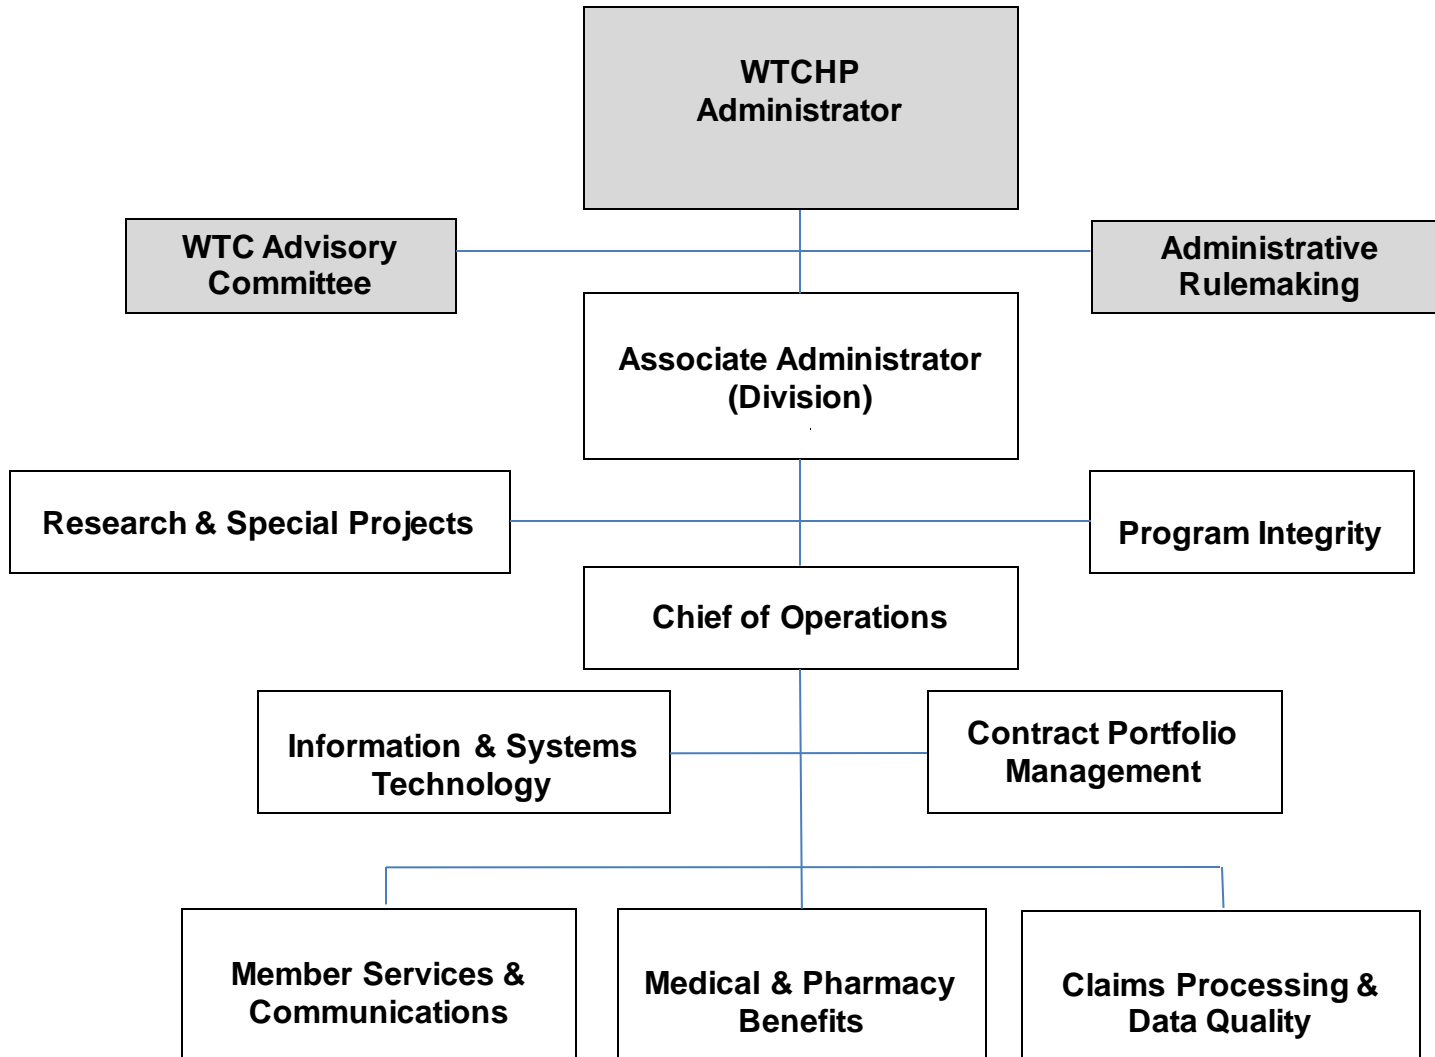 WTCHP
Administrator
WTC Advisory
Committee
Administrative
Rulemaking
Associate Administrator
(Division)
.
Research & Special Projects
Program Integrity
Chief of Operations
Information & Systems
Technology
Contract Portfolio
Management
Member Services &
Communications
Medical & Pharmacy
Benefits
Claims Processing &
Data Quality